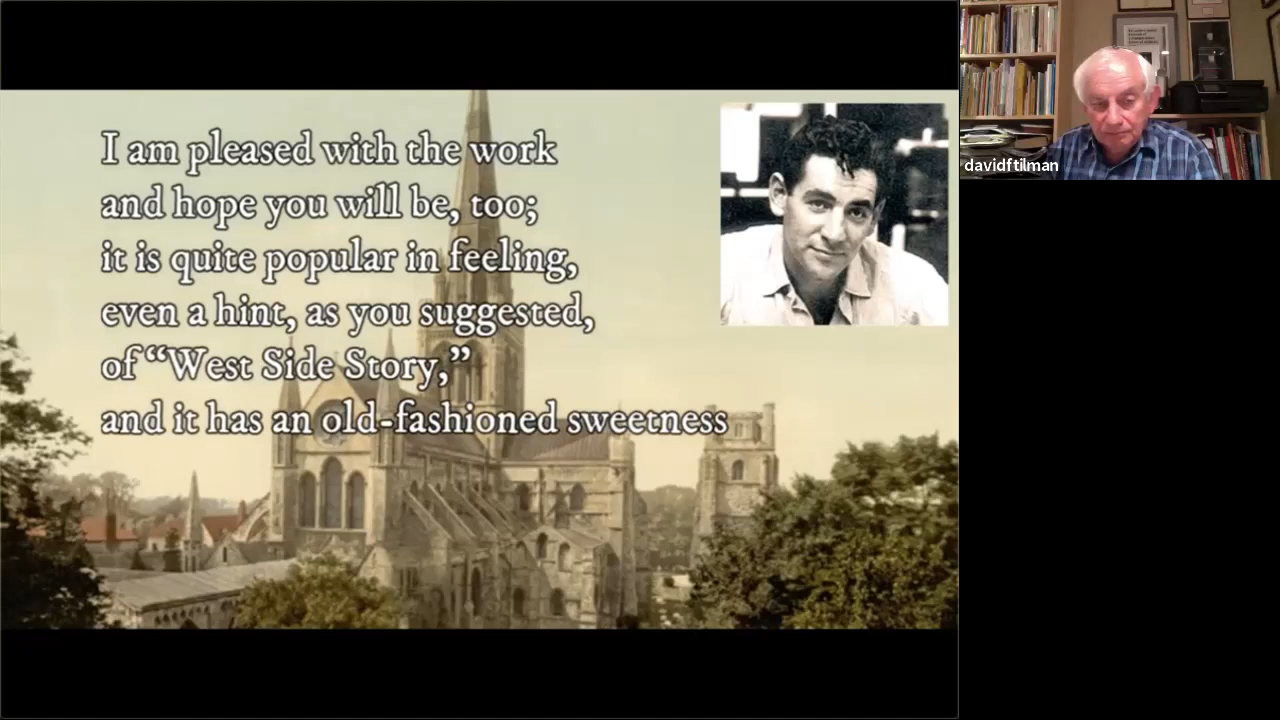 I am pleased with the work
and hope you will be, too;
it is quite popular in feeling,
even a hint, as you suggested,
of “West Side Story,”
and it has an old-fashioned sweetness
davidftilman